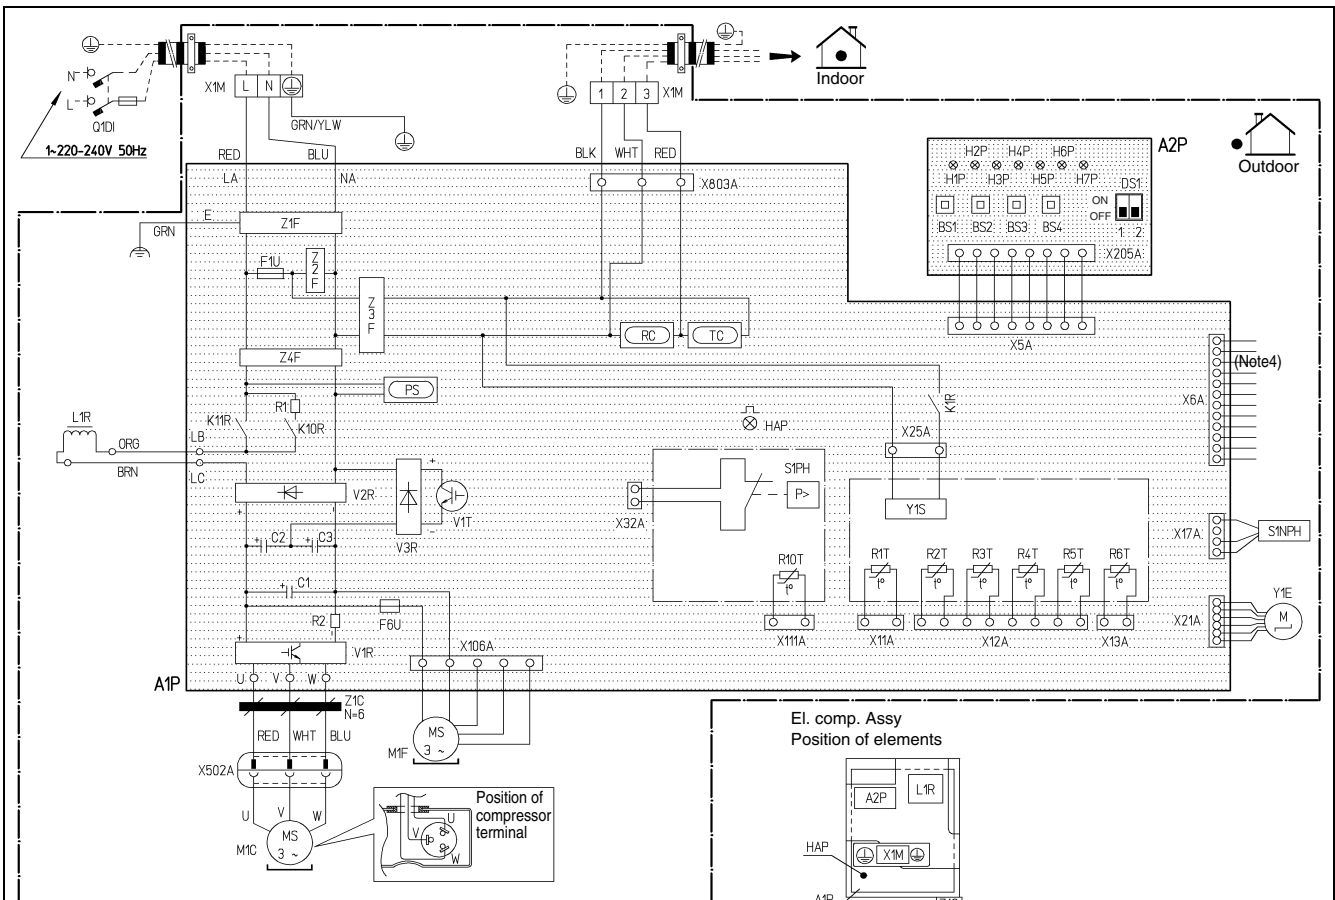 N
L
Q1DI
1~220-240V 50Hz
X1M
L N
GRN/YLW
RED BLU
LA NA
X1M
1 2 3
Indoor
BLK WHT RED
X803A
A2P
H2P H4P H6P
H1P H3P H5P H7P
DS1
ON
OFF
BS1 BS2 BS3 BS4
1 2
X205A
Outdoor
E
GRN
Z1F
F1U
Z2F
Z3F
RC
TC
X5A
Z4F
PS
(Note4)
X6A
R1
K11R
K10R
L1R
ORG
BRN
LB
LC
HAP
K1R
X25A
V2R
+
-
+
-
V1T
V3R
S1PH
P>
X32A
Y1S
X17A
S1NPH
+ C2
+ C3
R10T
t°
R1T R2T R3T R4T R5T R6T
t° t° t° t° t° t°
+ C1
R2
F6U
X111A
X11A
X12A
X13A
X21A
Y1E
M
+
-
V1R
X106A
U V W
A1P
Z1C
N=6
RED WHT BLU
MS
3 ~
M1F
X502A
U V W
MS
3 ~
M1C
Position of
compressor
terminal
U
V
W
El. comp. Assy
Position of elements
A2P
L1R
X1M
HAP
A1P